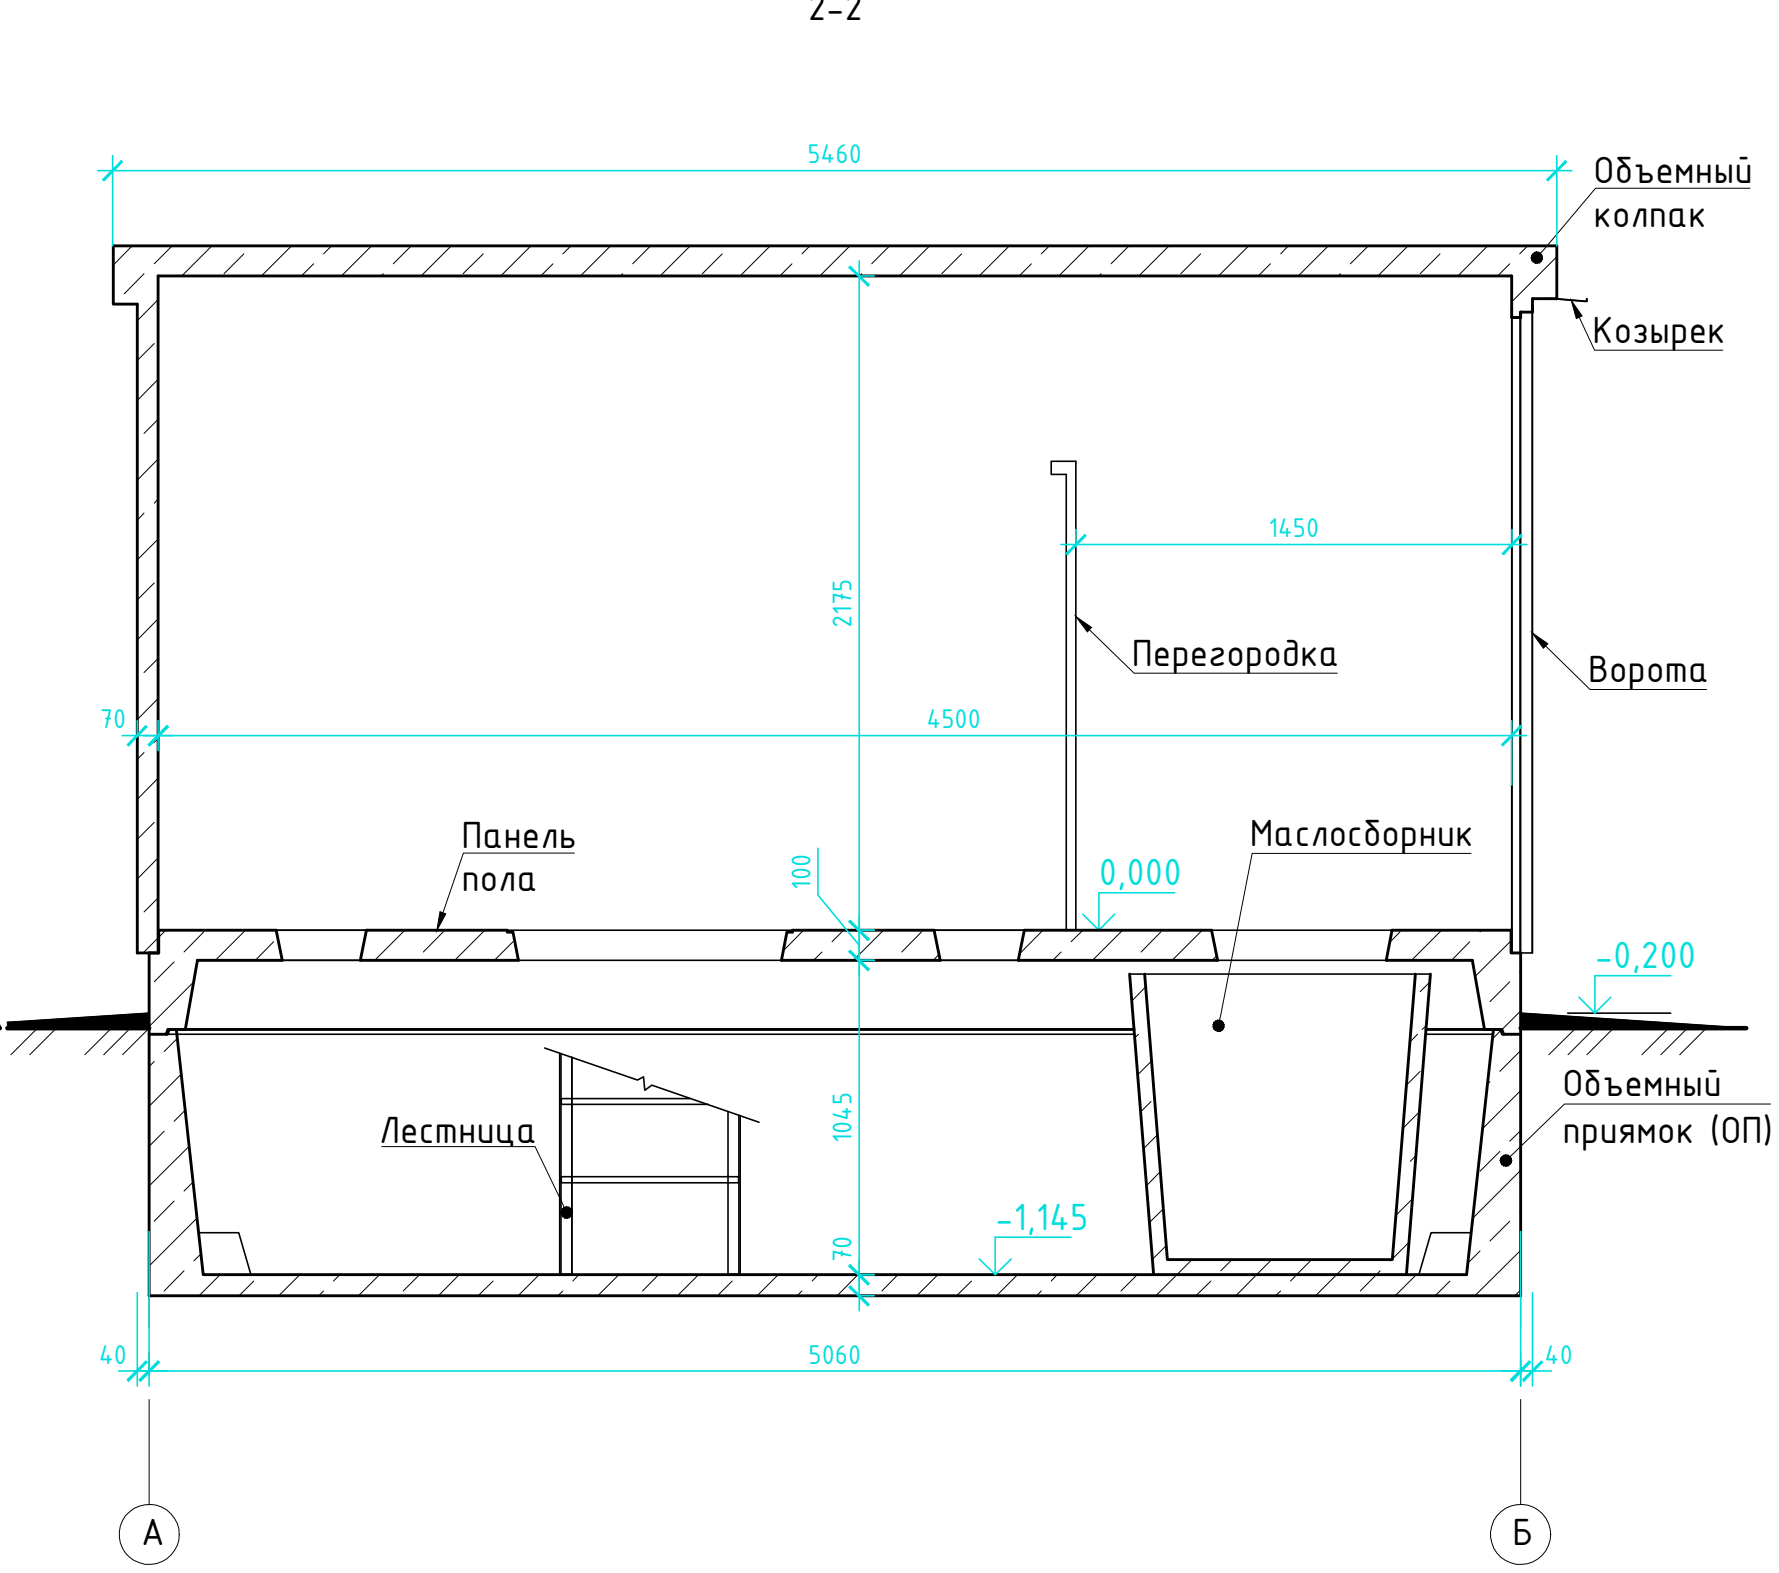 2-2
5460
Объемный
колпак
Козырек
1450
2175
Перегородка
Ворота
70
4500
Панель
пола
100
Маслосборник
0,000
-0,200
Объемный
приямок (ОП)
Лестница
1045
-1,145
70
40
5060
40
А
Б